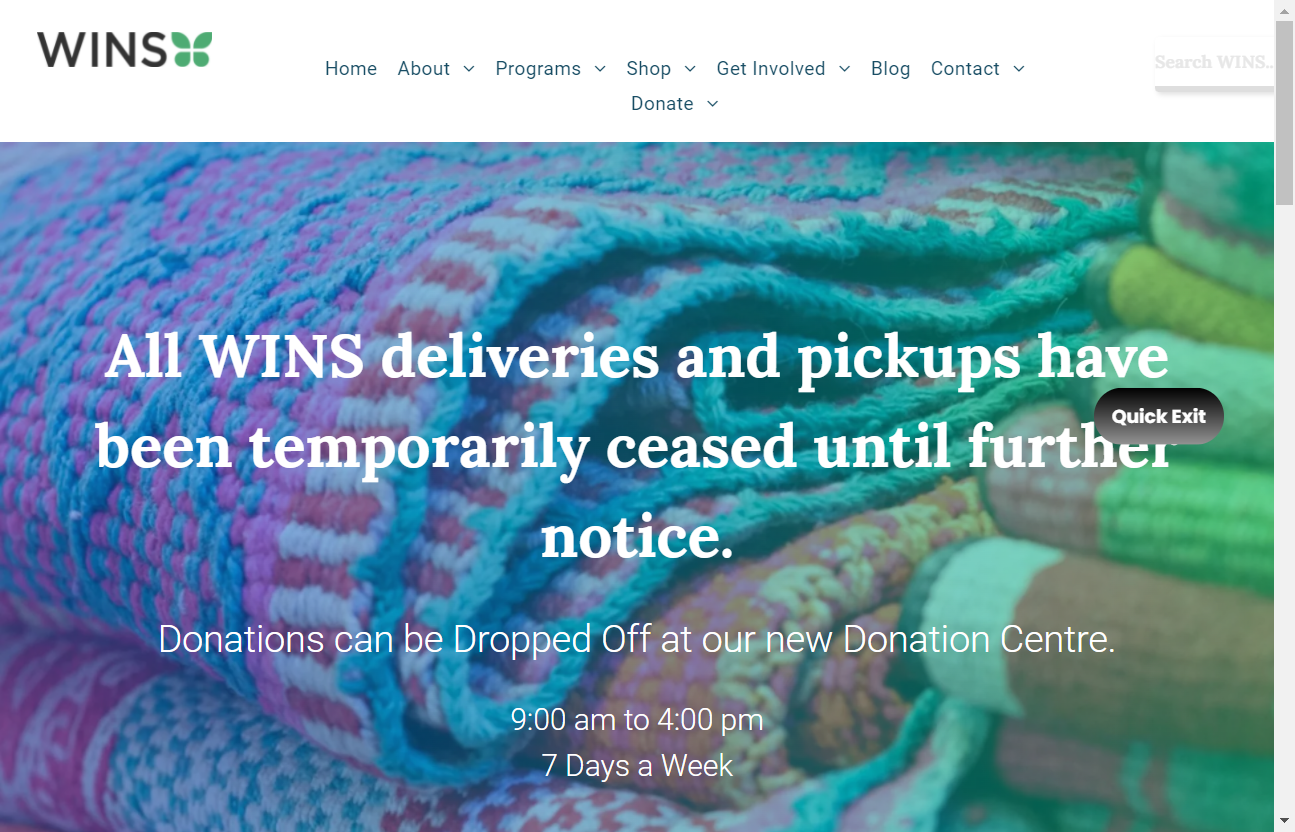 WINS
Home About Programs Shop Get Involved Blog Contact
Donate
Search WINS...
All WINS deliveries and pickups have
been temporarily ceased until further
notice.
Quick Exit
Donations can be Dropped Off at our new Donation Centre.
9:00 am to 4:00 pm
7 Days a Week